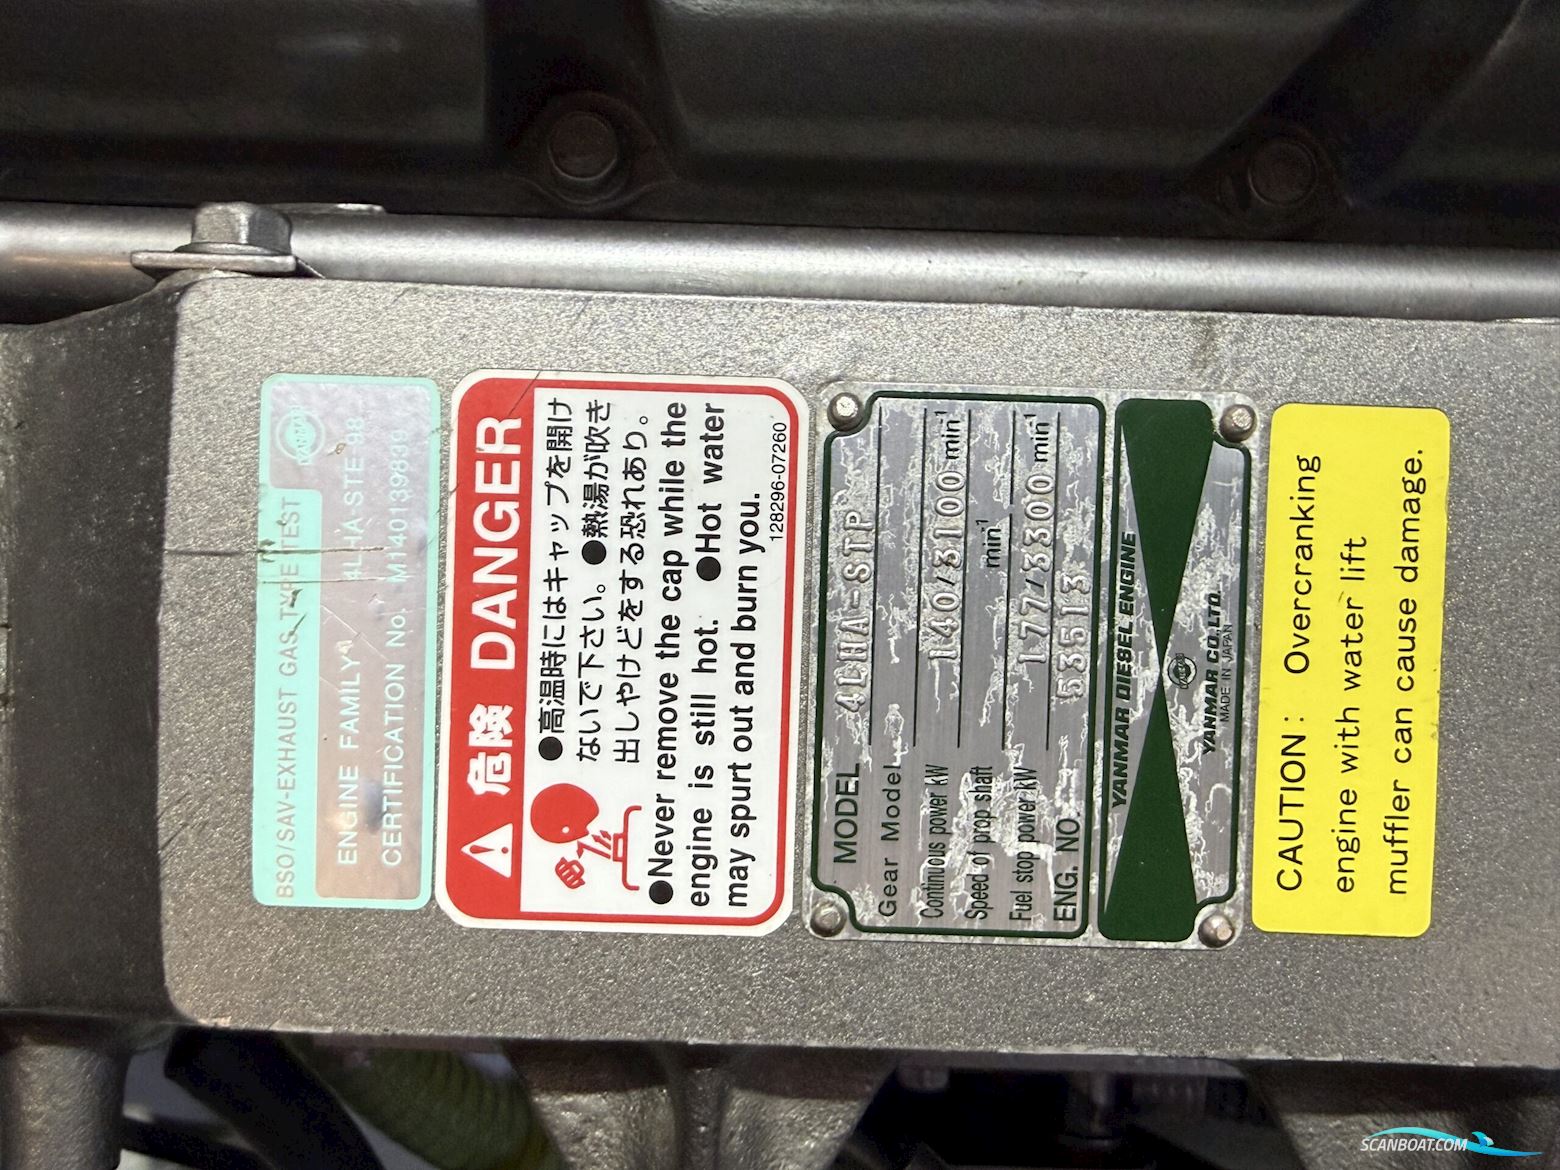 BSO/SAV-EXHAUST GAS TYPE TEST
YANMAR
ENGINE FAMILY 4LHA-STE-98
CERTIFICATION No. M140139839
危険 DANGER
●高温時にはキャップを開け
ないで下さい。●熱湯が吹き
出しやけどをする恐れあり。
●Never remove the cap while the
engine is still hot. ●Hot water
may spurt out and burn you.
128296-07260
MODEL 4LHA-STP
Gear Model
Continuous power kW 140/3100 min-1
Speed of prop shaft min-1
Fuel stop power kW 177/3300 min-1
ENG. NO. 53513
YANMAR DIESEL ENGINE
YANMAR
YANMAR CO.,LTD.
MADE IN JAPAN
CAUTION : Overcranking
engine with water lift
muffler can cause damage.
SCANBOAT.COM